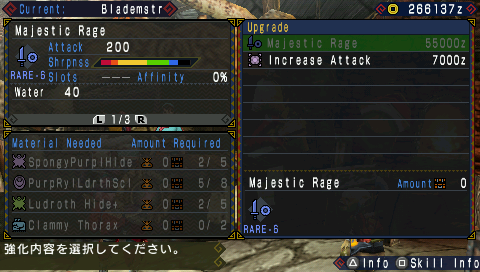 Current: Blademstr
266137z
Majestic Rage
Attack 200
Shrpnss
RARE-6 Slots --- Affinity 0%
Water 40
L 1/3 R
Material Needed Amount Required
SpongyPurplHide 0 2/ 5
PurRylLdrthScl 0 5/ 8
Ludroth Hide+ 0 2/ 5
Clammy Thorax 0 0/ 2
Upgrade
Majestic Rage 55000z
Increase Attack 7000z
Majestic Rage Amount 0
RARE-6
強化内容を選択してください。
Info Skill Info